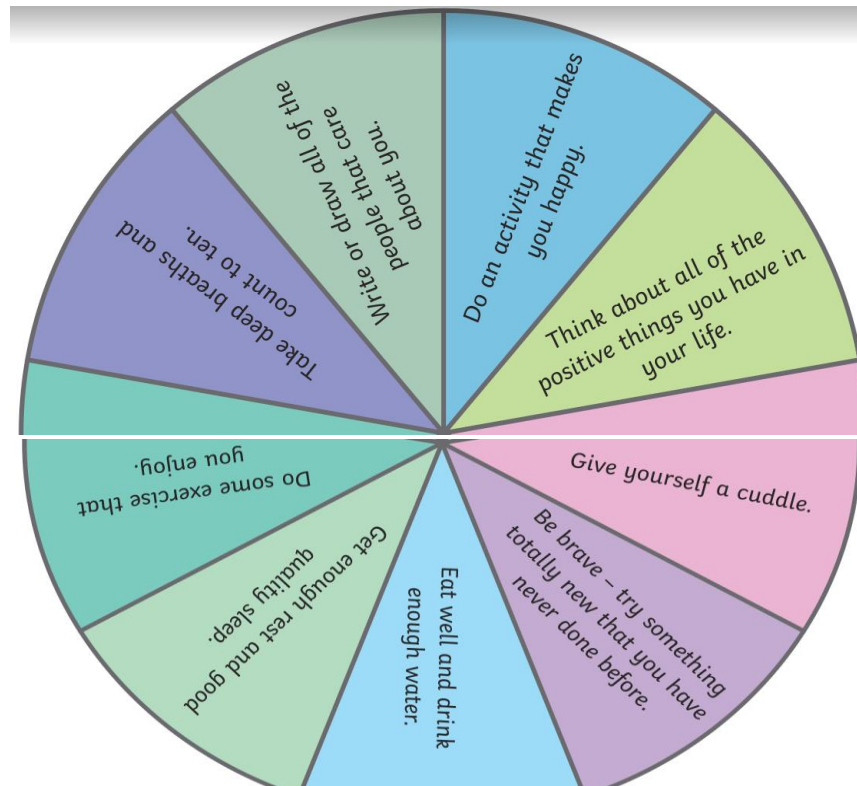 Do an activity that makes
you happy.
Think about all of the
positive things you have in
your life.
Give yourself a cuddle.
Be brave – try something
totally new that you have
never done before.
Eat well and drink
enough water.
Get enough rest and good
quality sleep.
Do some exercise that
you enjoy.
Take deep breaths and
count to ten.
Write or draw all of the
people that care
about you.